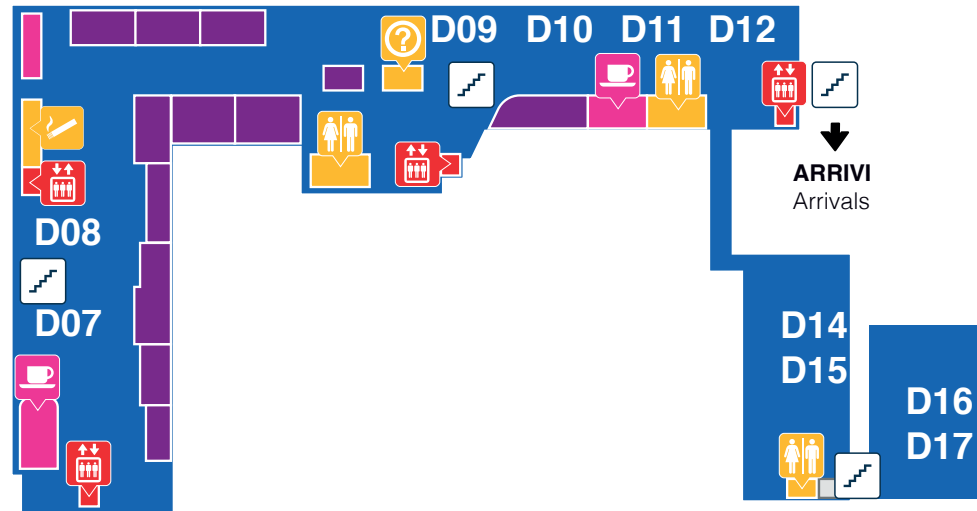 D09 D10 D11 D12
?
ARRIVI
Arrivals
D08
D07
D14
D15
D16
D17